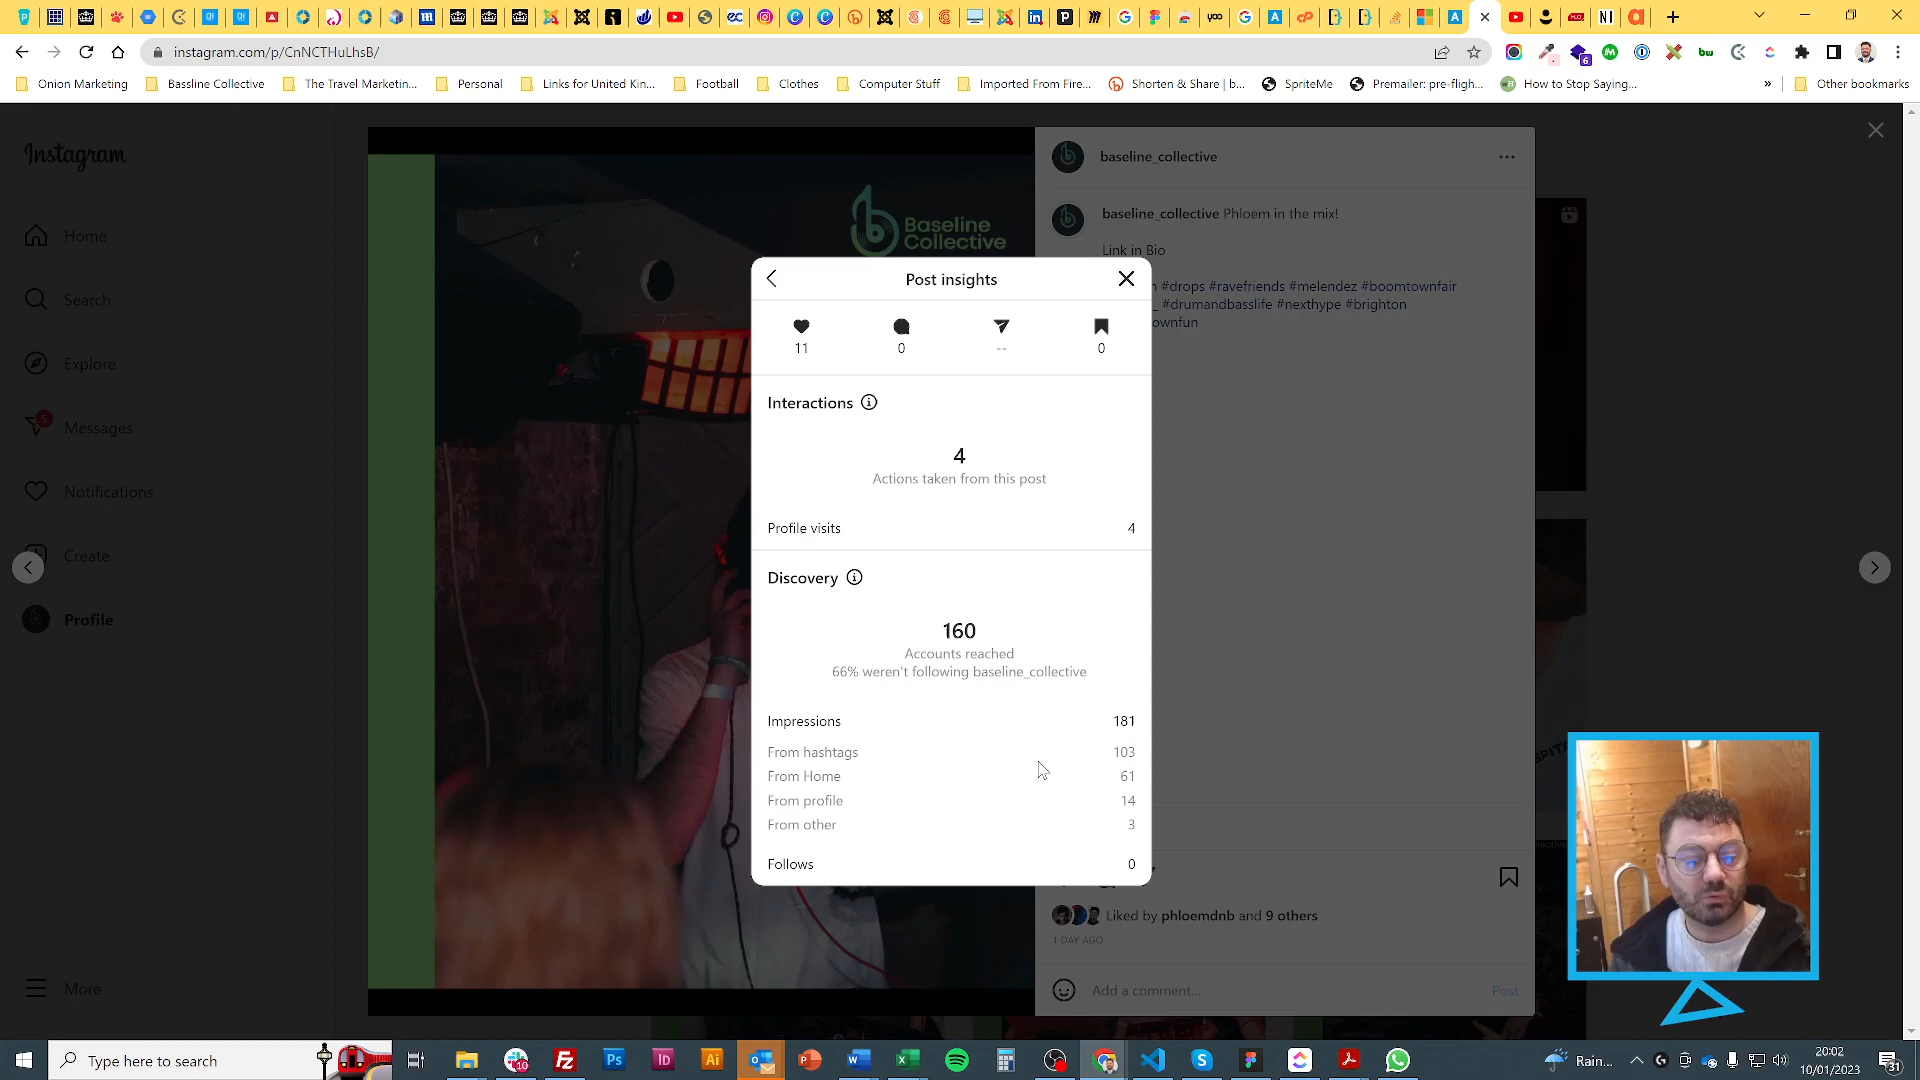 instagram.com/p/CnNCTHuLhsB/
Onion Marketing
Bassline Collective
The Travel Marketin...
Personal
Links for United Kin...
Football
Clothes
Computer Stuff
Imported From Fire...
Shorten & Share | b...
SpriteMe
Premailer: pre-fligh...
How to Stop Saying...
»
Other bookmarks
Instagram
Home
Search
Explore
5
Messages
Notifications
Create
Profile
More
Baseline
Collective
baseline_collective
baseline_collective Phloem in the mix!
Link in Bio
#drops #ravefriends #melendez #boomtownfair
#drumandbasslife #nexthype #brighton
Post insights
11
0
--
0
Interactions
4
Actions taken from this post
Profile visits 4
Discovery
160
Accounts reached
66% weren't following baseline_collective
Impressions 181
From hashtags 103
From Home 61
From profile 14
From other 3
Follows 0
Liked by phloemdnb and 9 others
1 DAY AGO
Add a comment...
Post
Type here to search
Rain...
20:02
10/01/2023